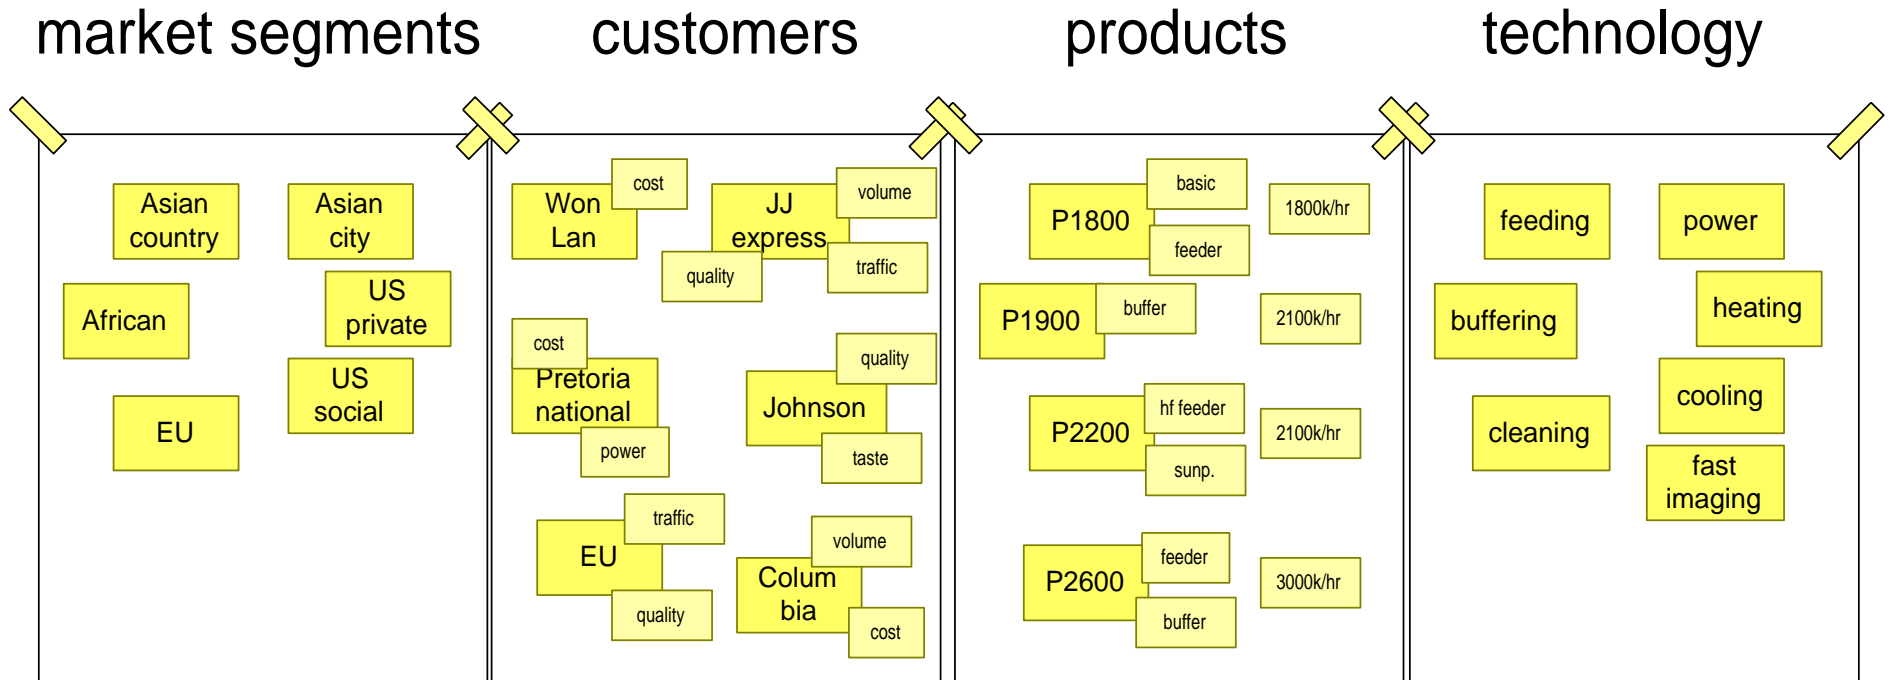 market segments
customers
products
technology
Asian
country
Asian
city
African
US
private
US
social
EU
Won
Lan
cost
JJ
express
volume
traffic
quality
cost
Pretoria
national
power
quality
Johnson
taste
traffic
EU
quality
volume
Colum
bia
cost
P1800
basic
feeder
1800k/hr
P1900
buffer
2100k/hr
P2200
hf feeder
sunp.
2100k/hr
P2600
feeder
buffer
3000k/hr
feeding
power
buffering
heating
cooling
cleaning
fast
imaging